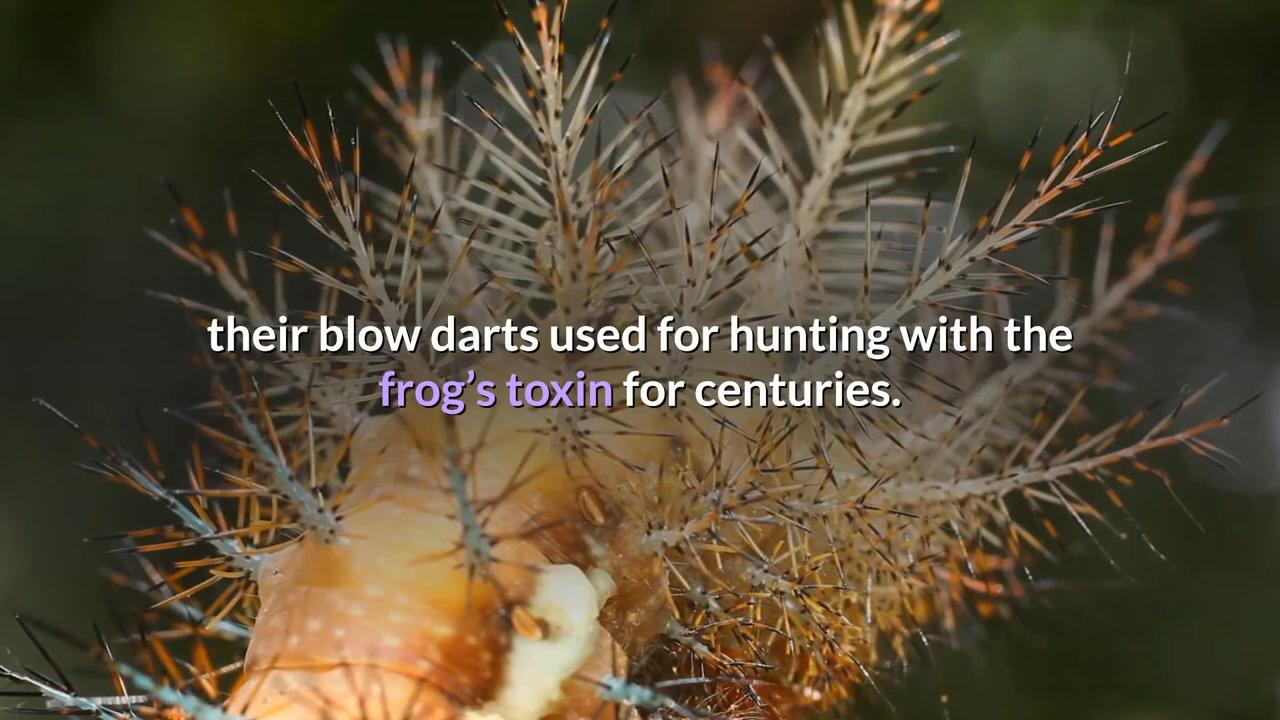 their blow darts used for hunting with the
frog’s toxin for centuries.